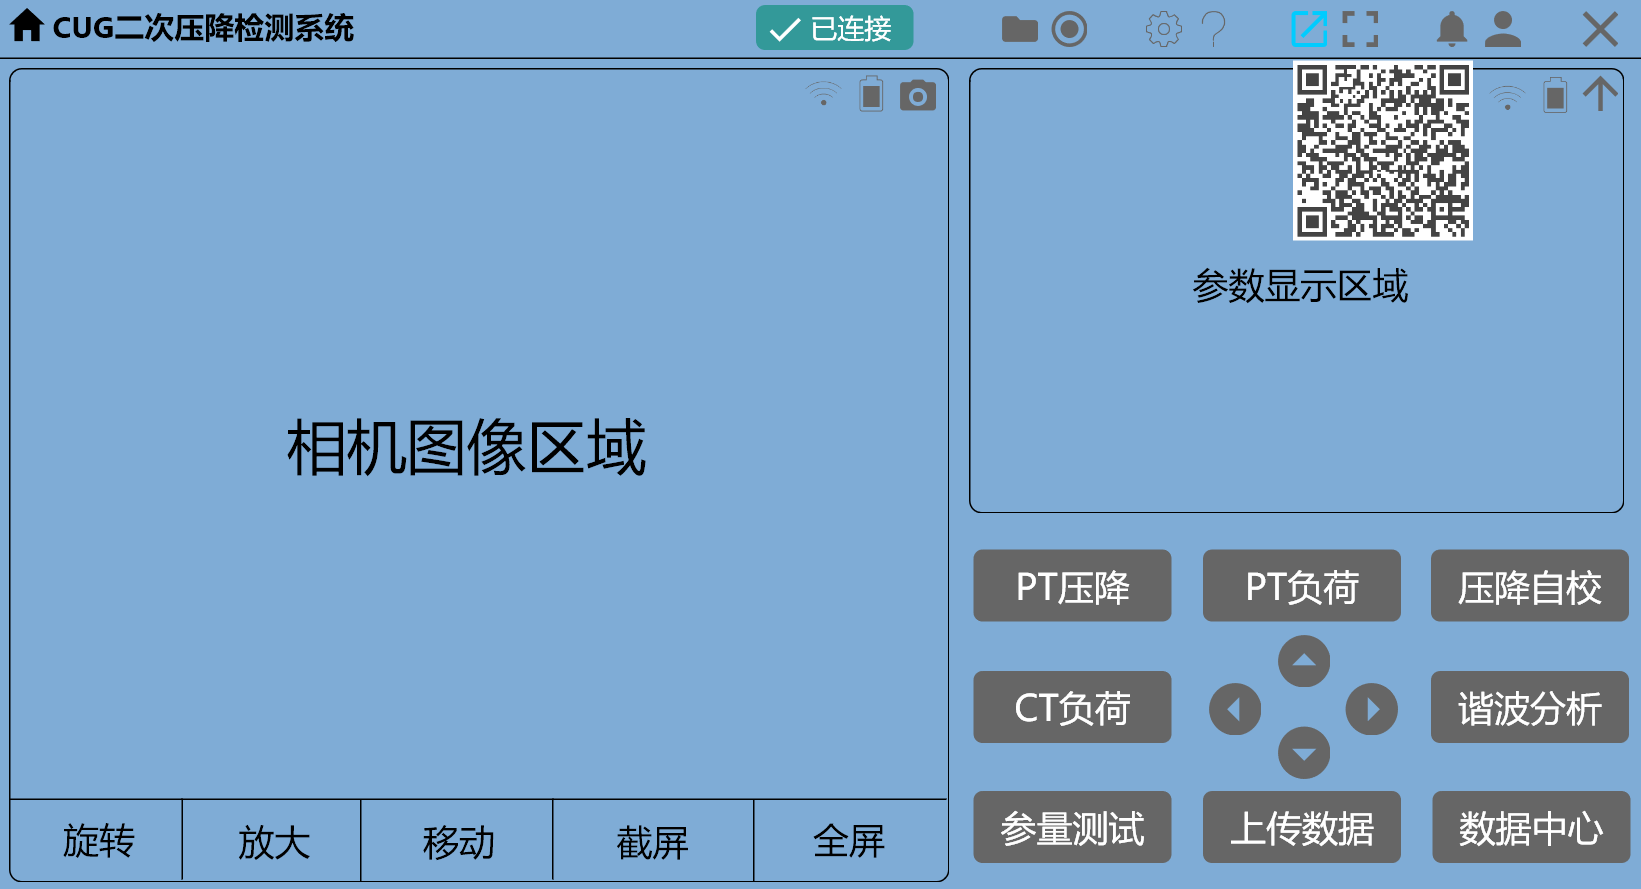 CUG二次压降检测系统
已连接
相机图像区域
参数显示区域
PT压降
PT负荷
压降自校
CT负荷
谐波分析
参量测试
上传数据
数据中心
旋转
放大
移动
截屏
全屏